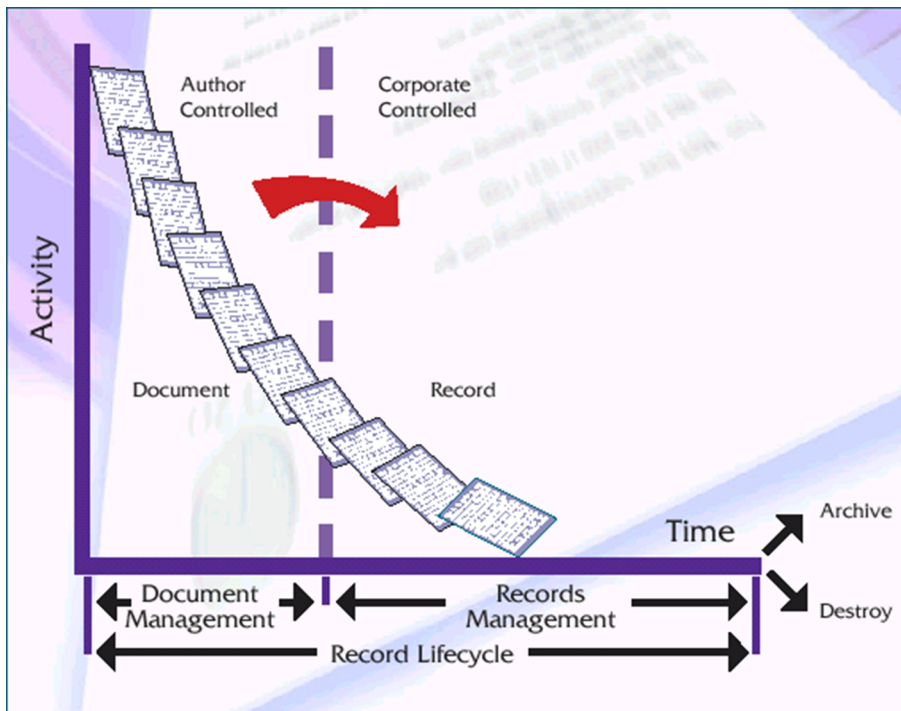 Author
Controlled
Corporate
Controlled
Activity
Document
Record
Time
Archive
Destroy
Document
Management
Records
Management
Record Lifecycle